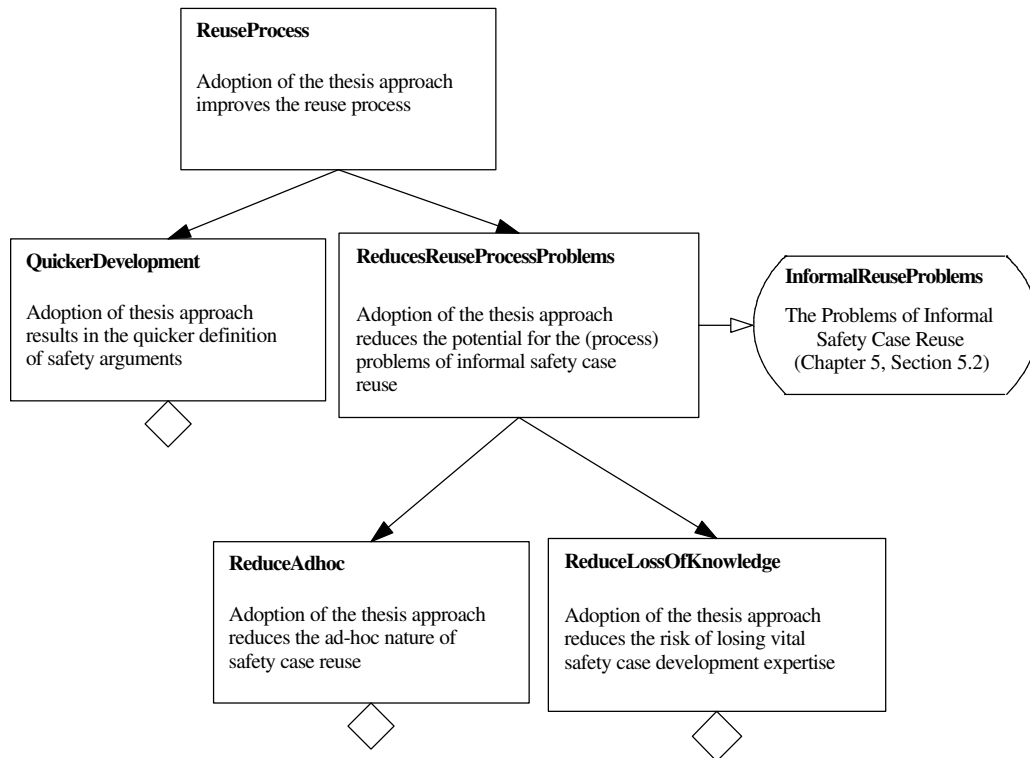 ReuseProcess
Adoption of the thesis approach
improves the reuse process
QuickerDevelopment
Adoption of thesis approach
results in the quicker definition
of safety arguments
ReducesReuseProcessProblems
Adoption of the thesis approach
reduces the potential for the (process)
problems of informal safety case
reuse
InformalReuseProblems
The Problems of Informal
Safety Case Reuse
(Chapter 5, Section 5.2)
ReduceAdhoc
Adoption of the thesis approach
reduces the ad-hoc nature of
safety case reuse
ReduceLossOfKnowledge
Adoption of the thesis approach
reduces the risk of losing vital
safety case development expertise